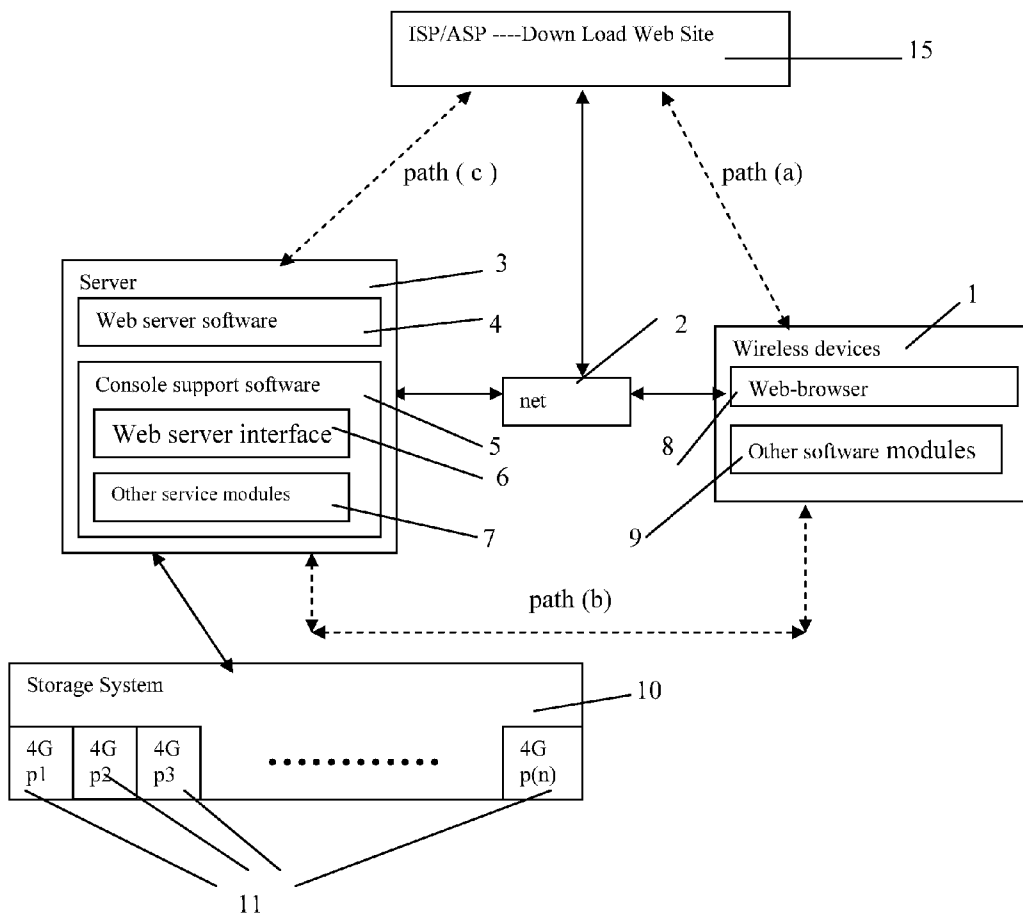 ISP/ASP ----Down Load Web Site
15
path ( c )
path (a)
Server
3
Web server software
4
Console support software
5
Web server interface
6
Other service modules
7
2
net
1
Wireless devices
Web-browser
8
Other software modules
9
path (b)
Storage System
10
4G
p1
4G
p2
4G
p3
4G
p(n)
11